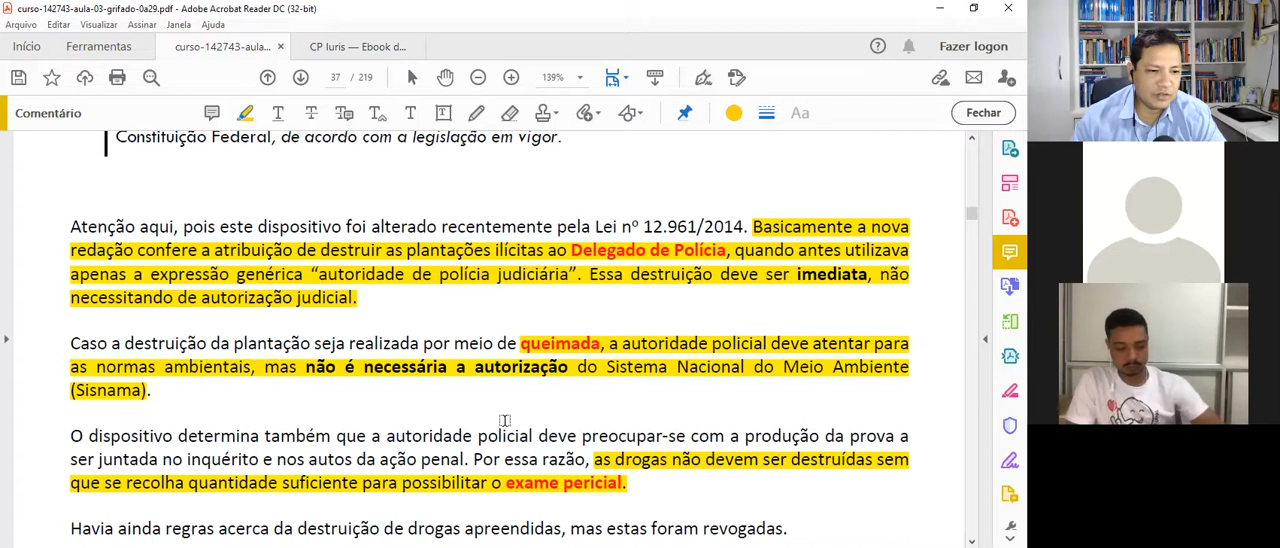 curso-142743-aula-03-grifado-0a29.pdf - Adobe Acrobat Reader DC (32-bit)
Arquivo Editar Visualizar Assinar Janela Ajuda
Início Ferramentas curso-142743-aula... × CP Iuris — Ebook d... Fazer logon
37 / 219 139%
Comentário Aa Fechar
Constituição Federal, de acordo com a legislação em vigor.
Atenção aqui, pois este dispositivo foi alterado recentemente pela Lei nº 12.961/2014. Basicamente a nova
redação confere a atribuição de destruir as plantações ilícitas ao Delegado de Polícia, quando antes utilizava
apenas a expressão genérica “autoridade de polícia judiciária”. Essa destruição deve ser imediata, não
necessitando de autorização judicial.
Caso a destruição da plantação seja realizada por meio de queimada, a autoridade policial deve atentar para
as normas ambientais, mas não é necessária a autorização do Sistema Nacional do Meio Ambiente
(Sisnama).
O dispositivo determina também que a autoridade policial deve preocupar-se com a produção da prova a
ser juntada no inquérito e nos autos da ação penal. Por essa razão, as drogas não devem ser destruídas sem
que se recolha quantidade suficiente para possibilitar o exame pericial.
Havia ainda regras acerca da destruição de drogas apreendidas, mas estas foram revogadas.